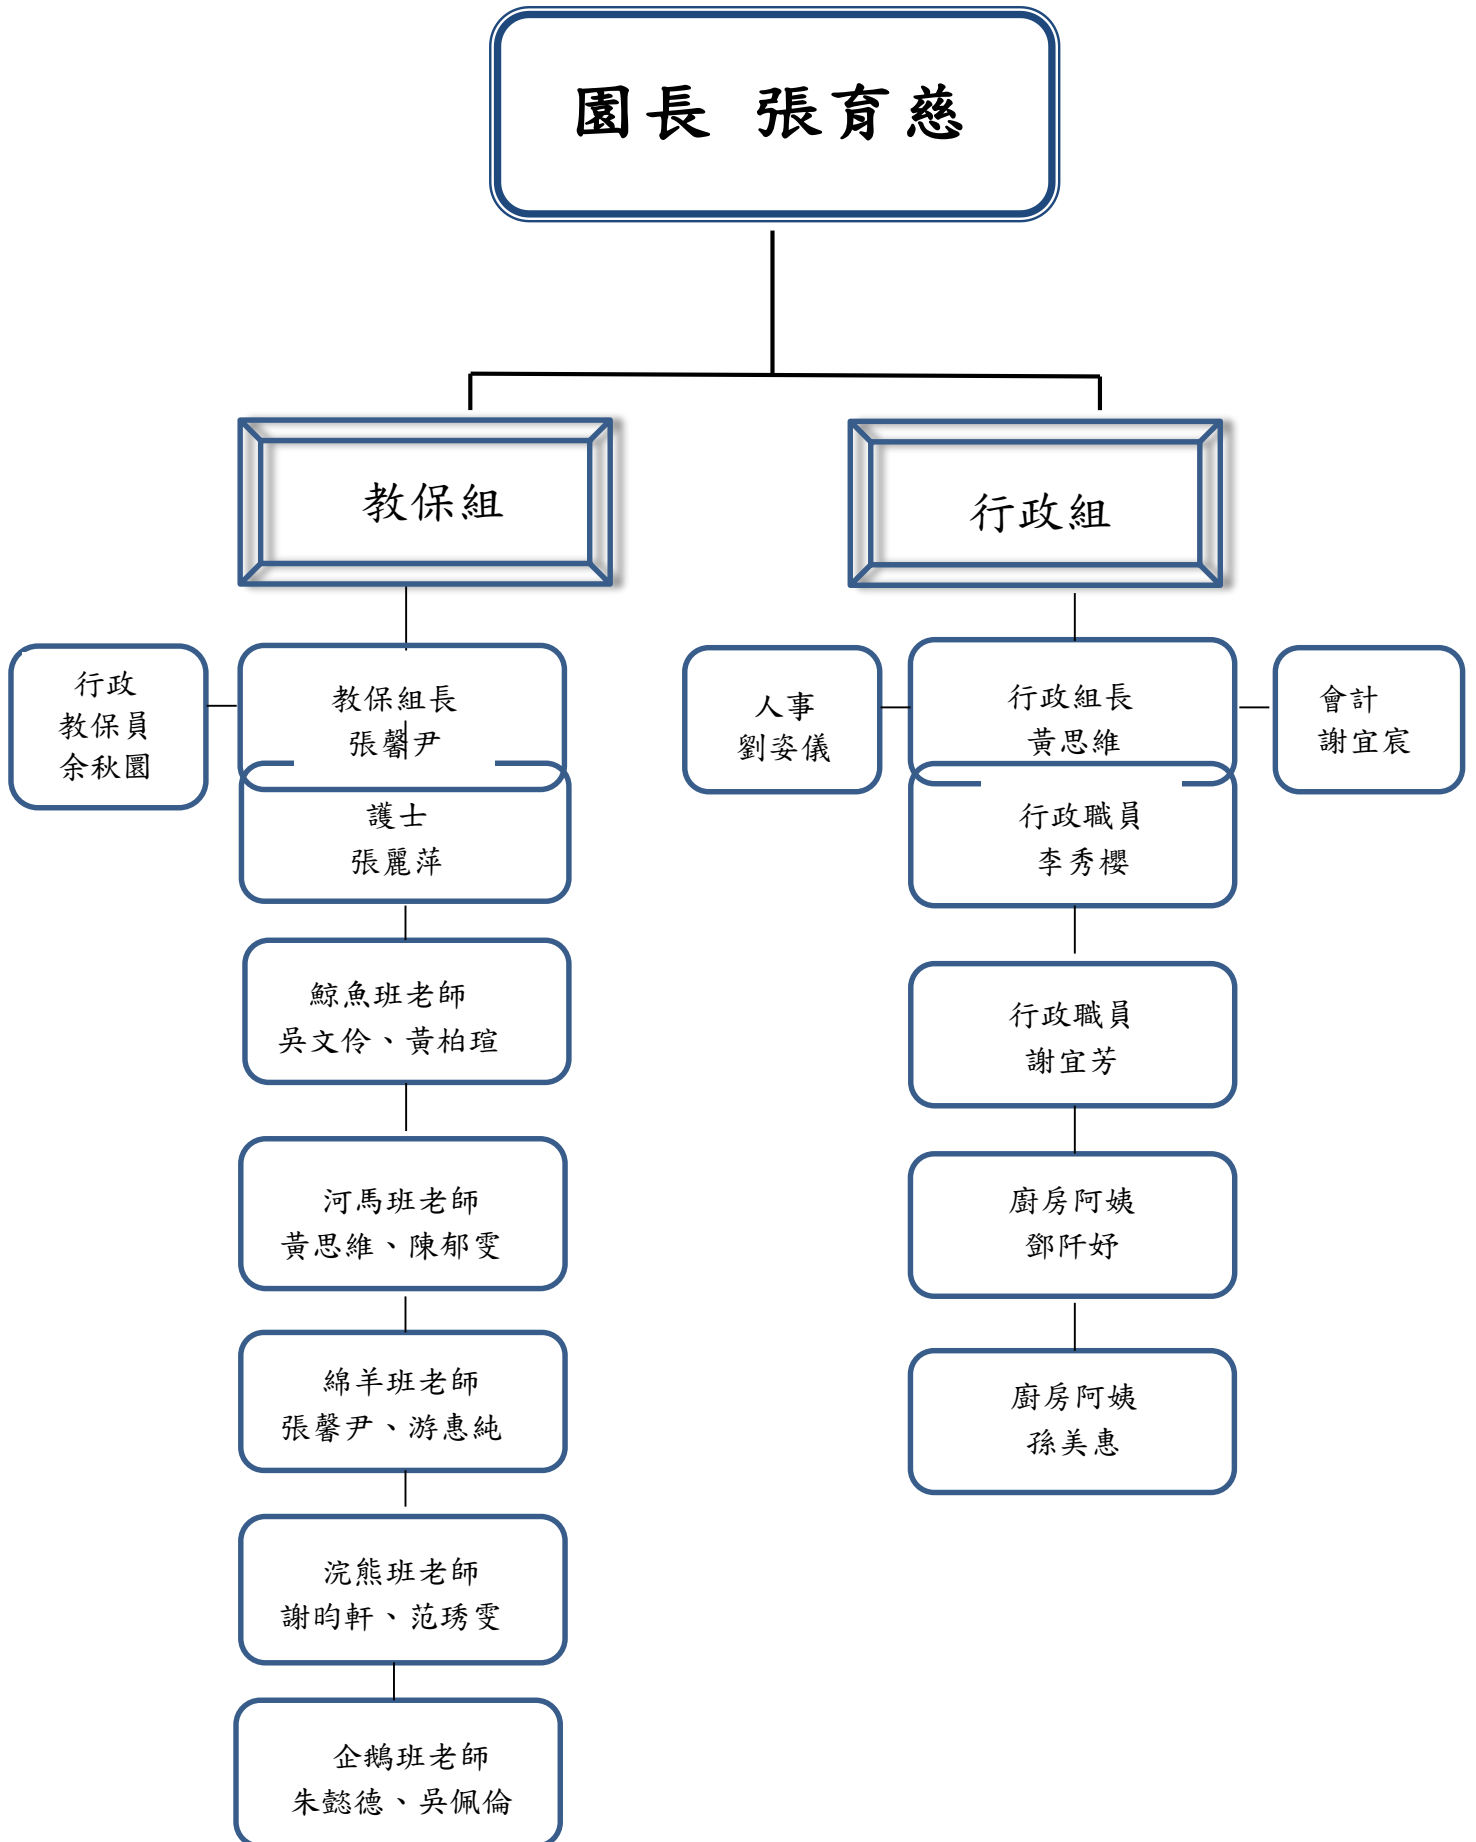 園長 張育慈
教保組
行政組
行政
教保員
余秋圜
教保組長
張馨尹
人事
劉姿儀
行政組長
黃思維
會計
謝宜宸
護士
張麗萍
行政職員
李秀櫻
鯨魚班老師
吳文伶、黃柏瑄
行政職員
謝宜芳
河馬班老師
黃思維、陳郁雯
廚房阿姨
鄧阡妤
綿羊班老師
張馨尹、游惠純
廚房阿姨
孫美惠
浣熊班老師
謝昀軒、范琇雯
企鵝班老師
朱懿德、吳佩倫